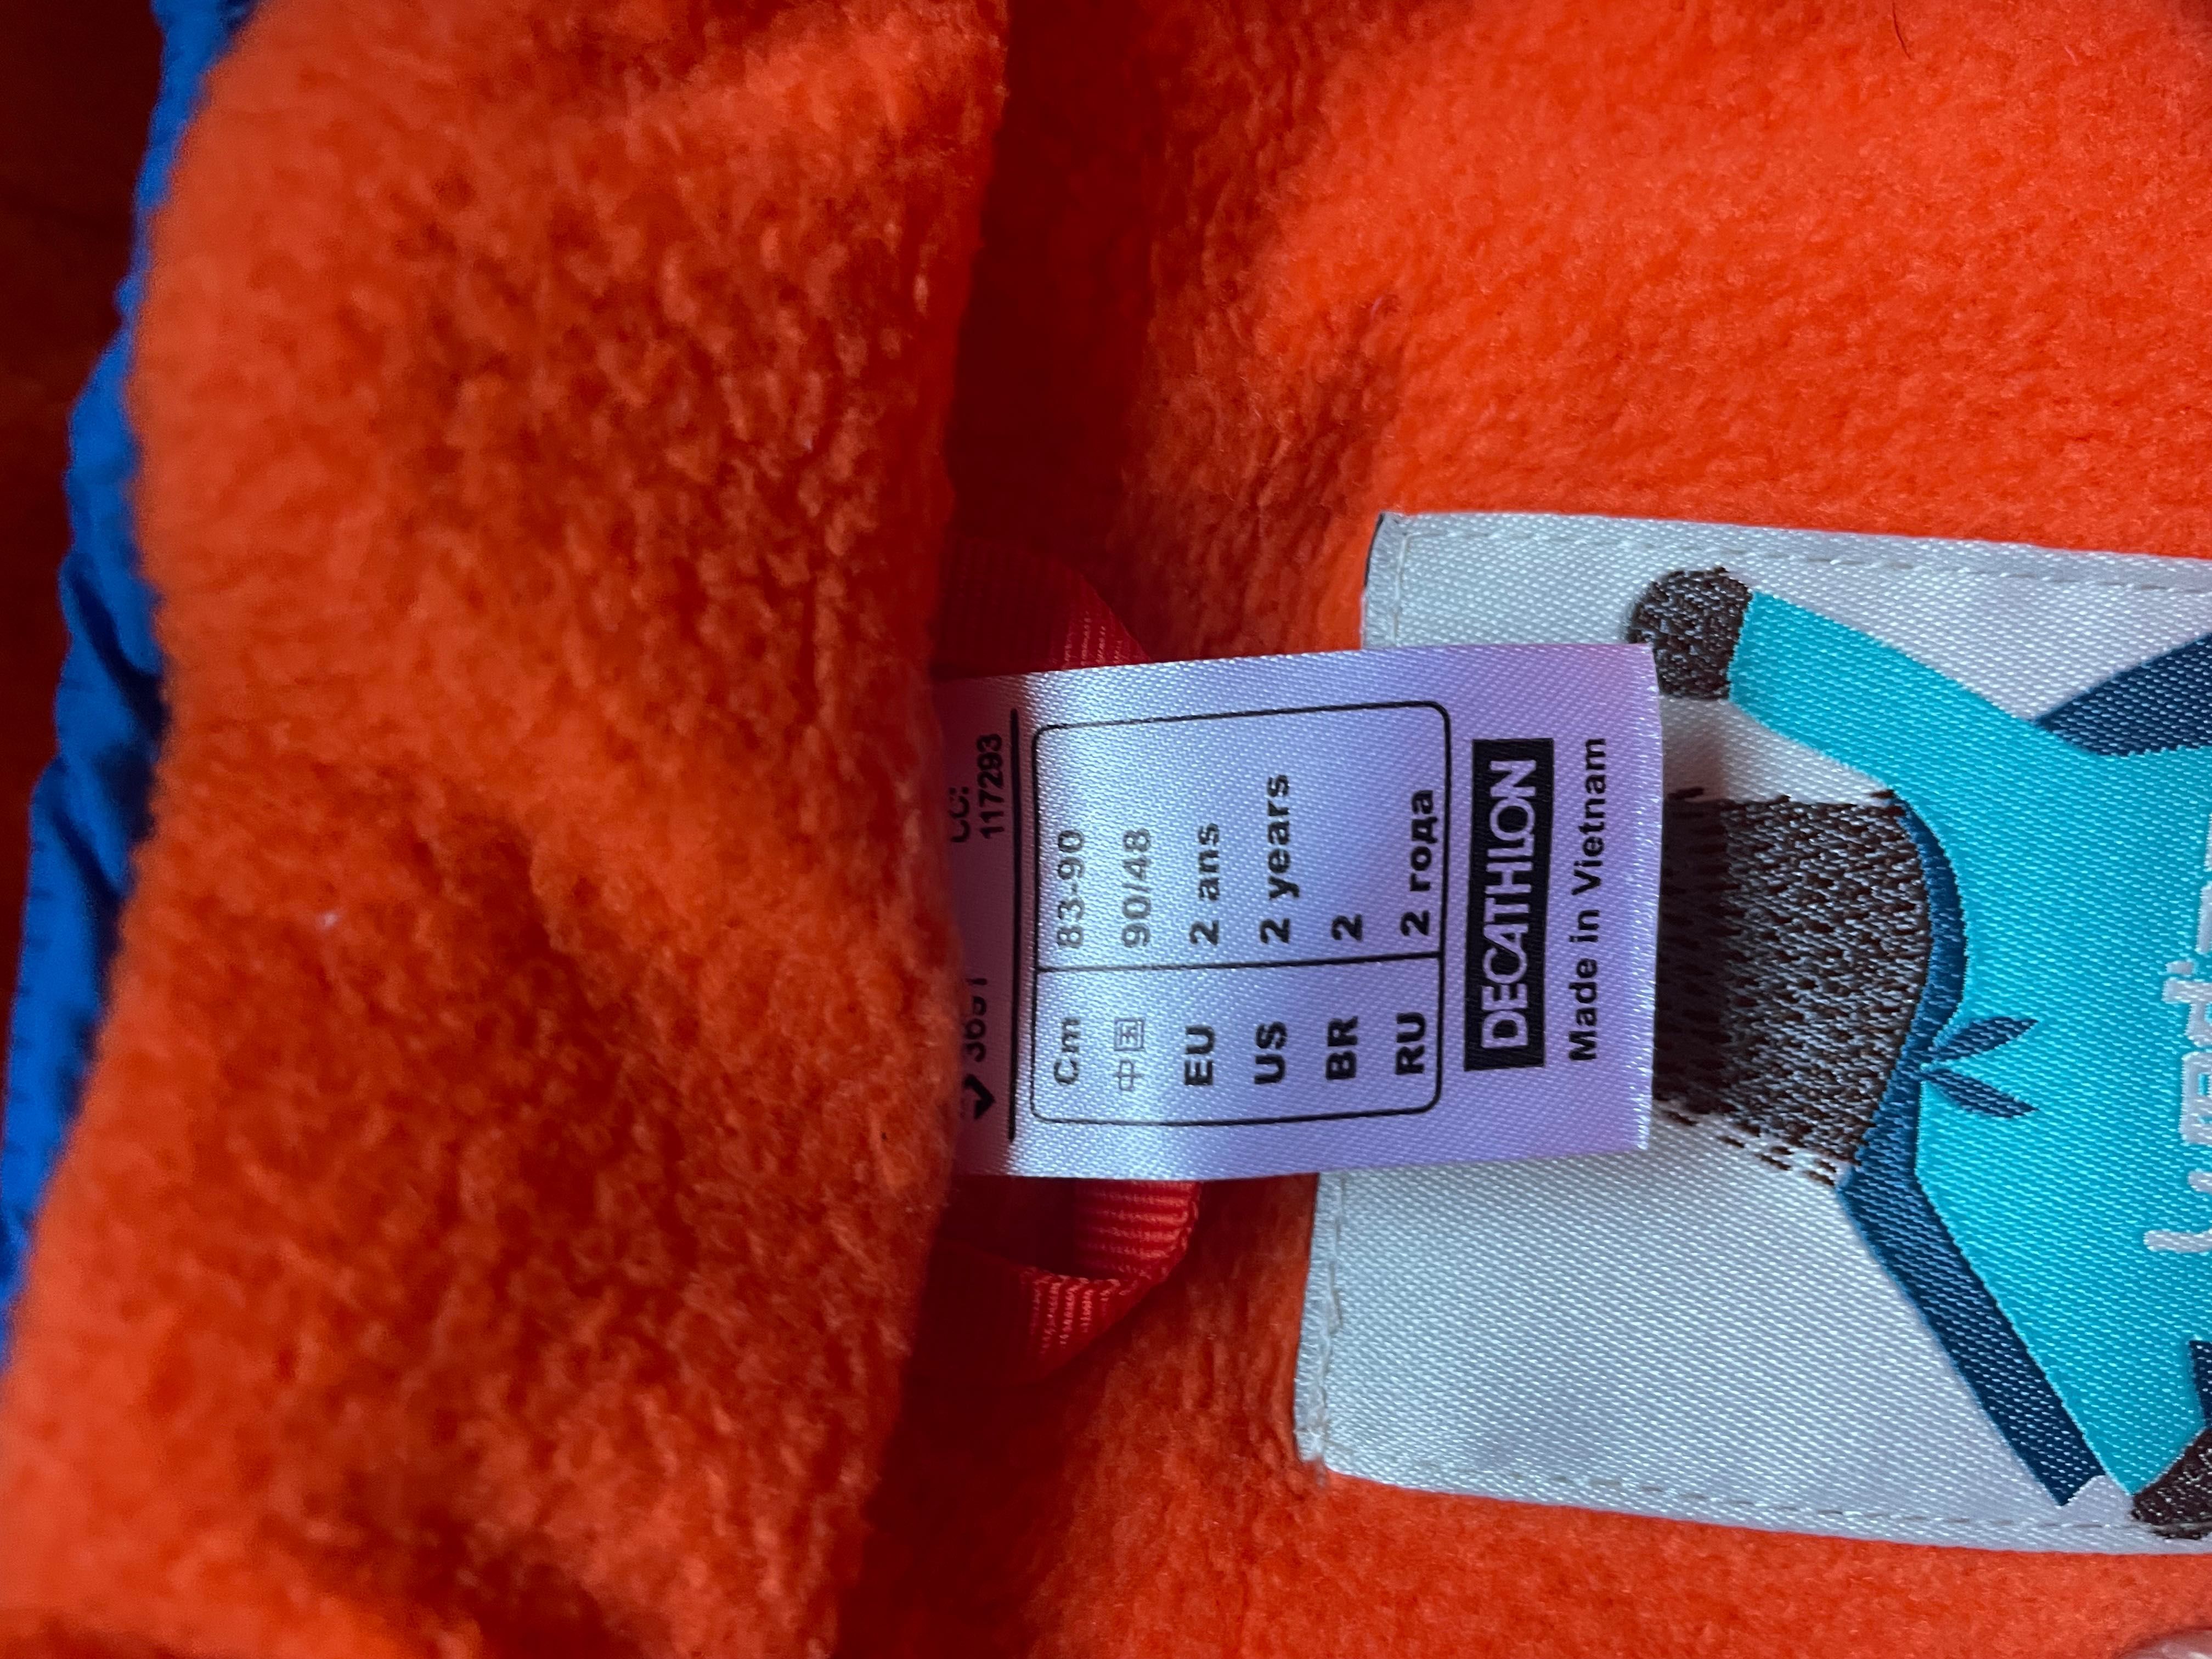 CC:
117293
Cm 83-90
中国 90/48
EU 2 ans
US 2 years
BR 2
RU 2 года
DECATHLON
Made in Vietnam